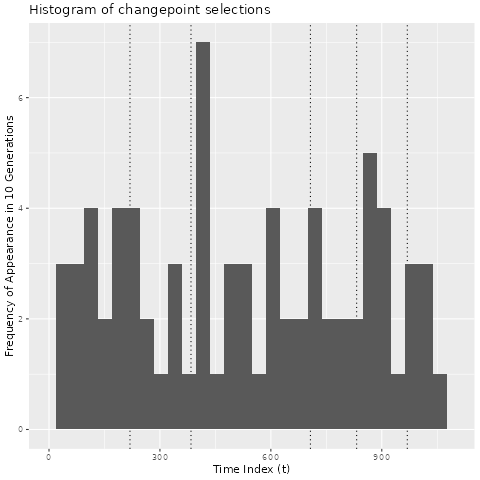 Histogram of changepoint selections
Frequency of Appearance in 10 Generations
6
4
2
0
0 300 600 900
Time Index (t)